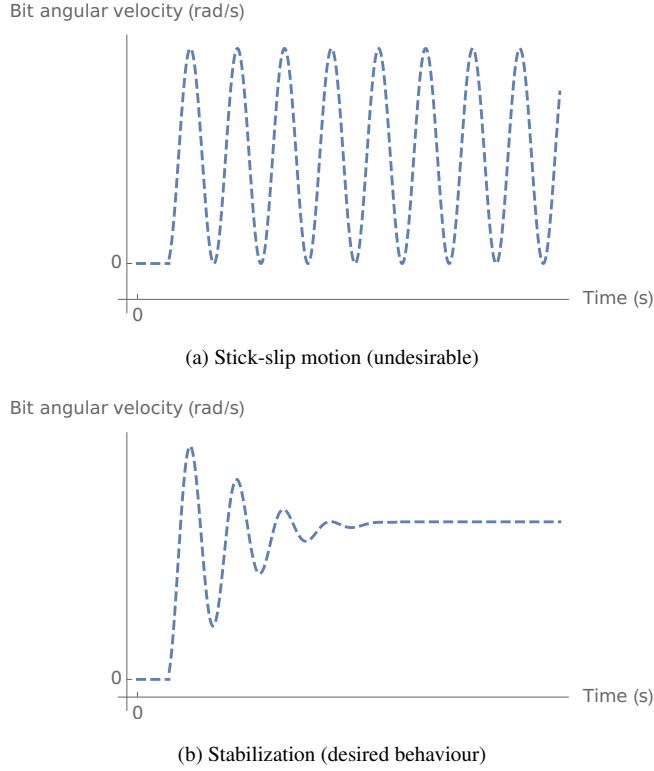 Bit angular velocity (rad/s)
0
0
Time (s)
(a) Stick-slip motion (undesirable)
Bit angular velocity (rad/s)
0
0
Time (s)
(b) Stabilization (desired behaviour)